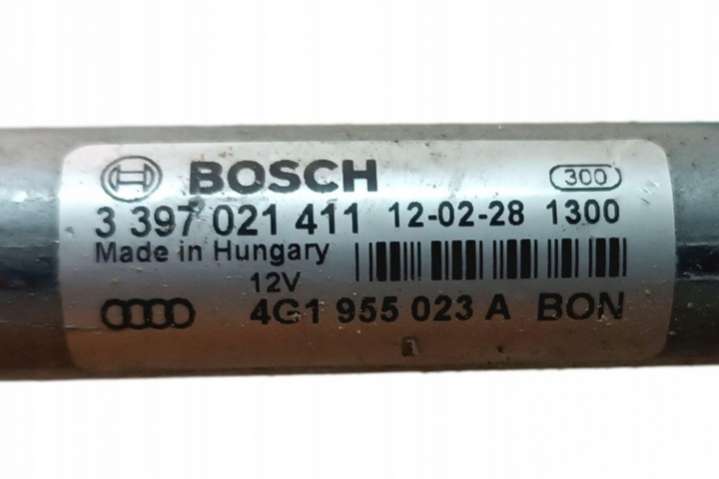 BOSCH 300
3 397 021 411 12-02-28 1300
Made in Hungary
12V
4G1 955 023 A BON